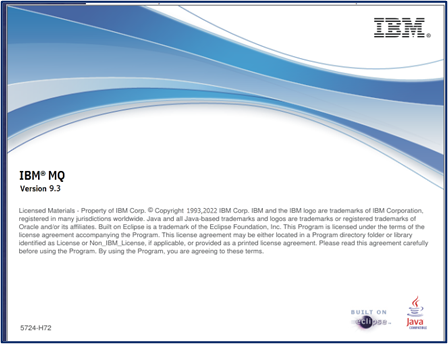 IBM®
IBM® MQ
Version 9.3
Licensed Materials - Property of IBM Corp. © Copyright 1993,2022 IBM Corp. IBM and the IBM logo are trademarks of IBM Corporation,
registered in many jurisdictions worldwide. Java and all Java-based trademarks and logos are trademarks or registered trademarks of
Oracle and/or its affiliates. Built on Eclipse is a trademark of the Eclipse Foundation, Inc. This Program is licensed under the terms of the
license agreement accompanying the Program. This license agreement may be either located in a Program directory folder or library
identified as License or Non_IBM_License, if applicable, or provided as a printed license agreement. Please read this agreement carefully
before using the Program. By using the Program, you are agreeing to these terms.
BUILT ON
eclipse
Java
COMPATIBLE
5724-H72